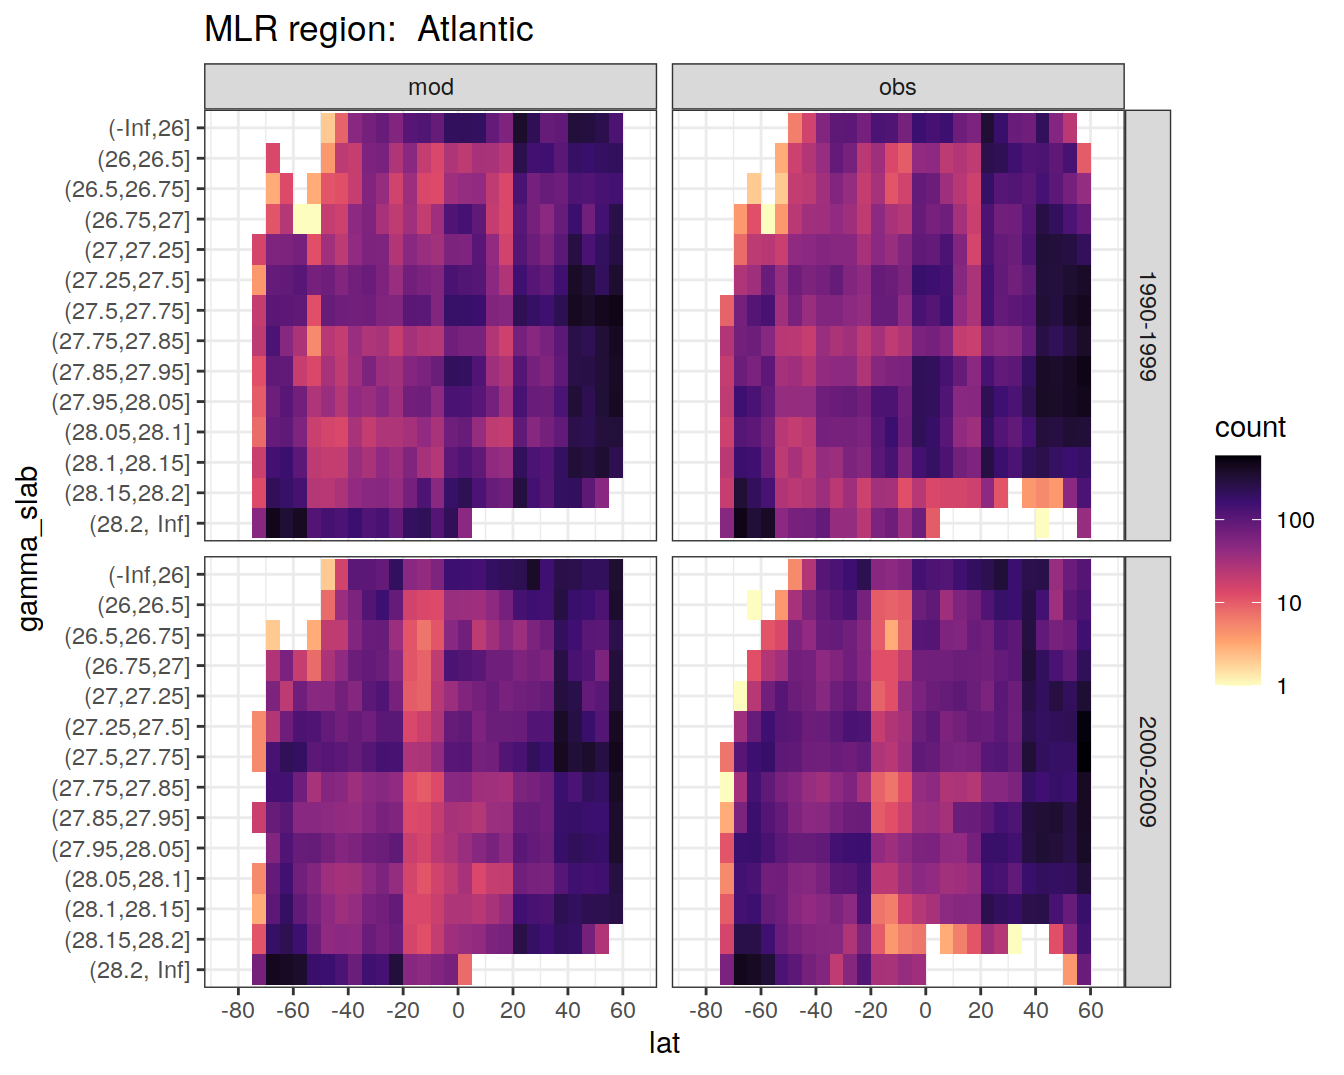 MLR region:  Atlantic
mod
obs
(-Inf,26]
(26,26.5]
(26.5,26.75]
(26.75,27]
(27,27.25]
(27.25,27.5]
(27.5,27.75]
(27.75,27.85]
(27.85,27.95]
(27.95,28.05]
(28.05,28.1]
(28.1,28.15]
(28.15,28.2]
(28.2, Inf]
1990-1999
gamma_slab
(-Inf,26]
(26,26.5]
(26.5,26.75]
(26.75,27]
(27,27.25]
(27.25,27.5]
(27.5,27.75]
(27.75,27.85]
(27.85,27.95]
(27.95,28.05]
(28.05,28.1]
(28.1,28.15]
(28.15,28.2]
(28.2, Inf]
2000-2009
-80 -60 -40 -20 0 20 40 60 -80 -60 -40 -20 0 20 40 60
lat
count
100
10
1